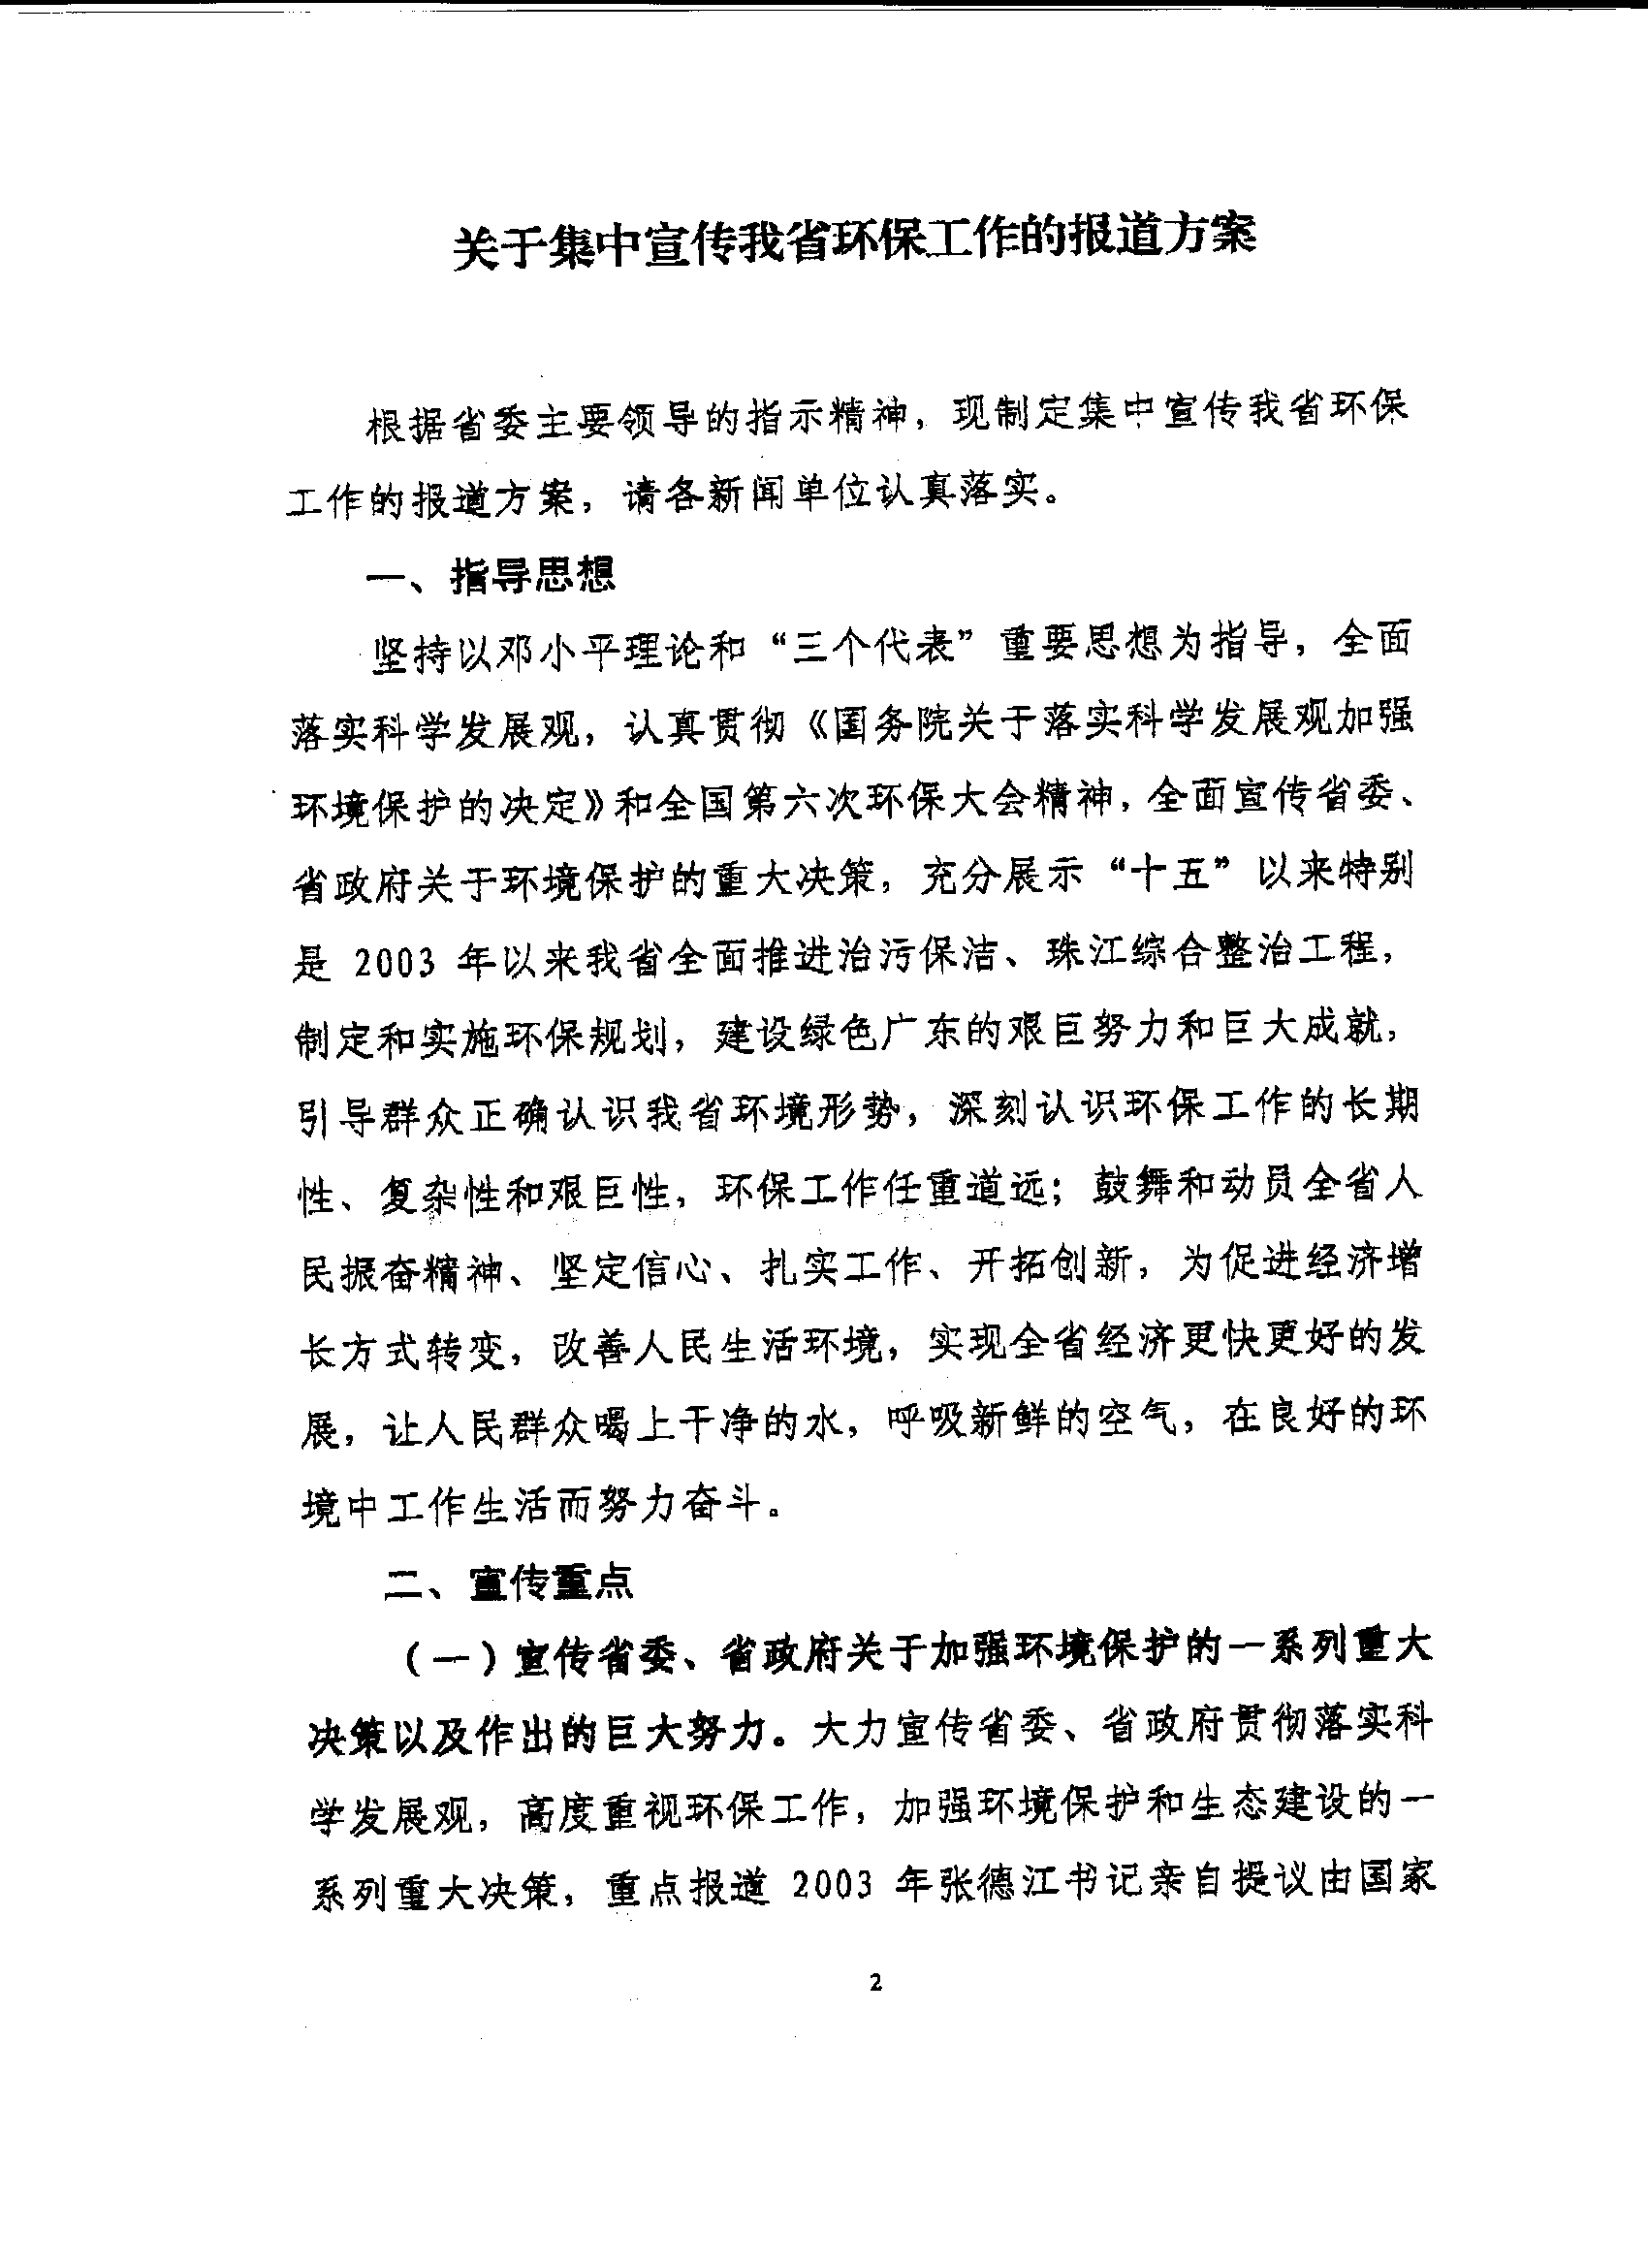 关于集中宣传我省环保工作的报道方案
根据省委主要领导的指示精神，现制定集中宣传我省环保
工作的报道方案，请各新闻单位认真落实。
一、指导思想
坚持以邓小平理论和“三个代表”重要思想为指导，全面
落实科学发展观，认真贯彻《国务院关于落实科学发展观加强
环境保护的决定》和全国第六次环保大会精神，全面宣传省委、
省政府关于环境保护的重大决策，充分展示“十五”以来特别
是 2003 年以来我省全面推进治污保洁、珠江综合整治工程，
制定和实施环保规划，建设绿色广东的艰巨努力和巨大成就，
引导群众正确认识我省环境形势，深刻认识环保工作的长期
性、复杂性和艰巨性，环保工作任重道远；鼓舞和动员全省人
民振奋精神、坚定信心、扎实工作、开拓创新，为促进经济增
长方式转变，改善人民生活环境，实现全省经济更快更好的发
展，让人民群众喝上干净的水，呼吸新鲜的空气，在良好的环
境中工作生活而努力奋斗。
二、宣传重点
（一）宣传省委、省政府关于加强环境保护的一系列重大
决策以及作出的巨大努力。大力宣传省委、省政府贯彻落实科
学发展观，高度重视环保工作，加强环境保护和生态建设的一
系列重大决策，重点报道 2003 年张德江书记亲自提议由国家
2